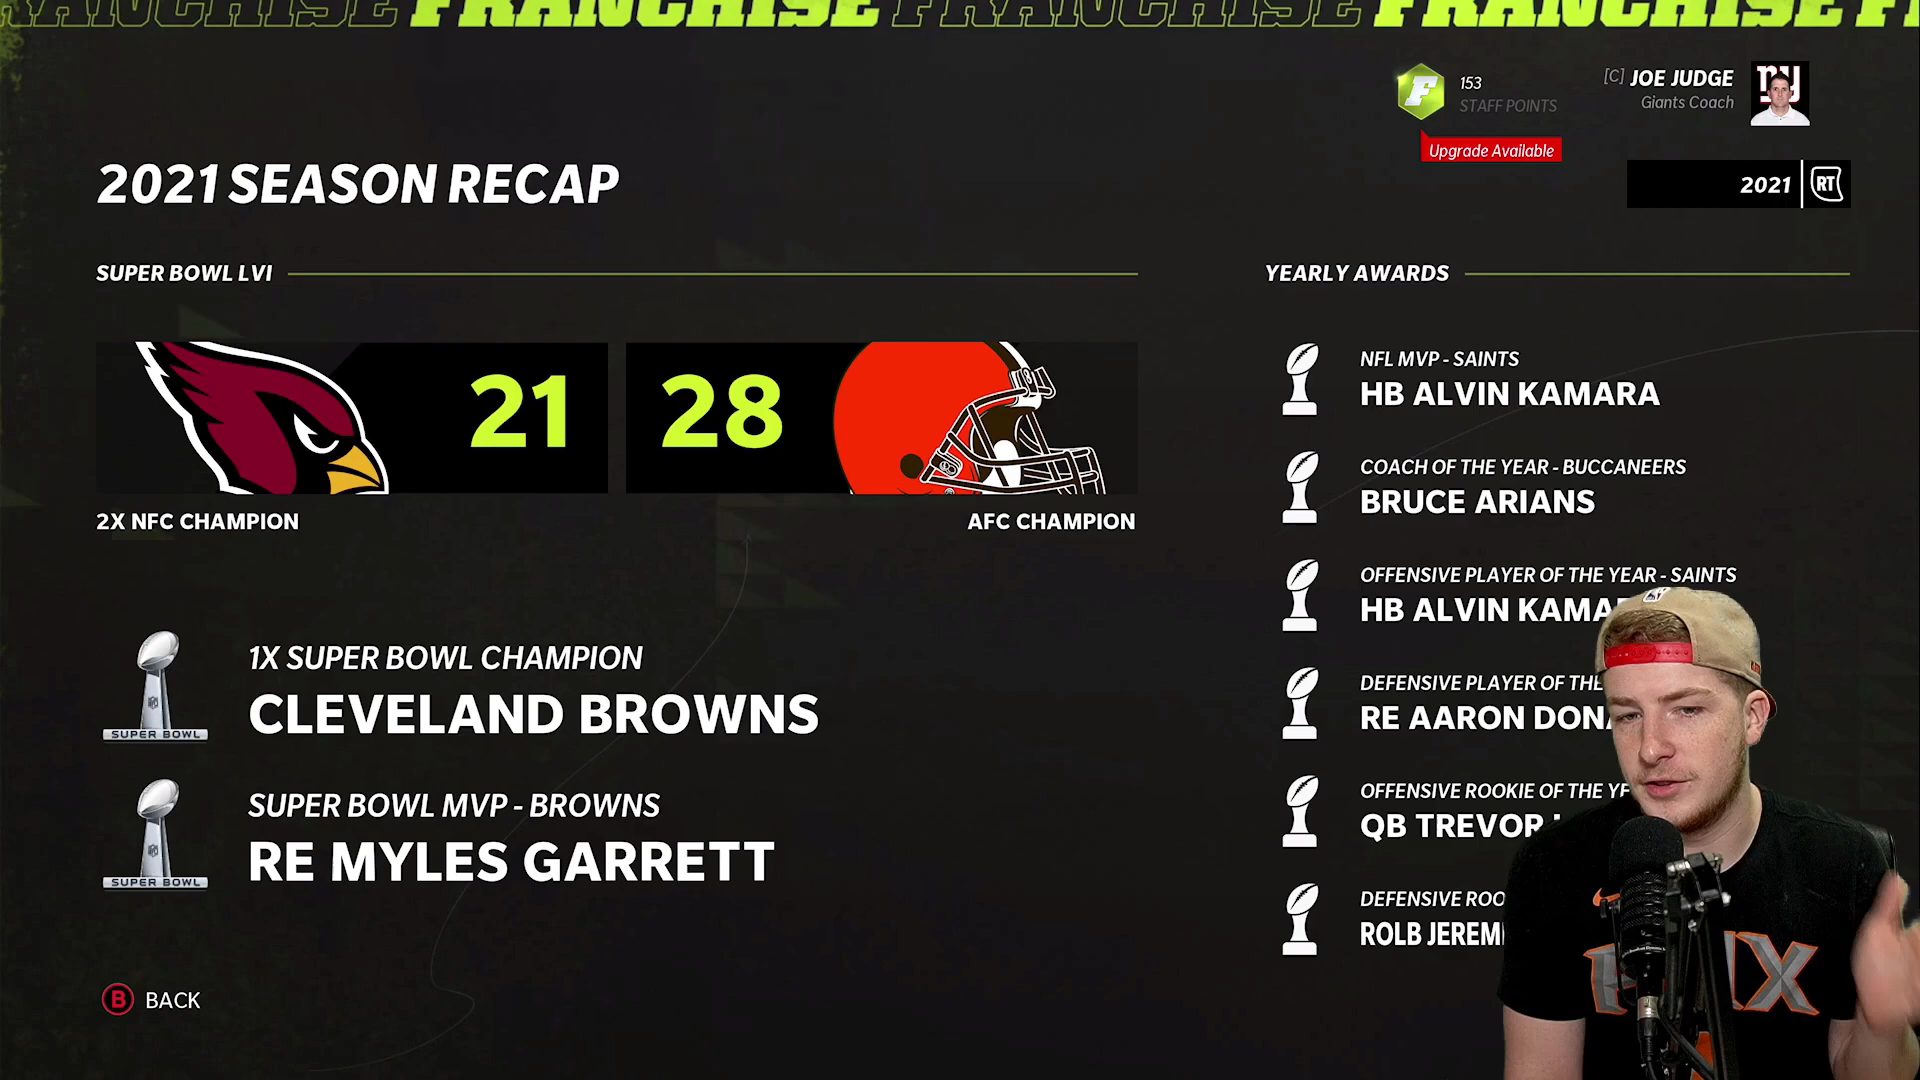 FRANCHISE FRANCHISE FRANCHISE
153
STAFF POINTS
Upgrade Available
[C] JOE JUDGE
Giants Coach
ny
2021 RT
2021 SEASON RECAP
SUPER BOWL LVI
21
28
2X NFC CHAMPION
AFC CHAMPION
1X SUPER BOWL CHAMPION
CLEVELAND BROWNS
SUPER BOWL
SUPER BOWL MVP - BROWNS
RE MYLES GARRETT
SUPER BOWL
B BACK
YEARLY AWARDS
NFL MVP - SAINTS
HB ALVIN KAMARA
COACH OF THE YEAR - BUCCANEERS
BRUCE ARIANS
OFFENSIVE PLAYER OF THE YEAR - SAINTS
HB ALVIN
DEFENSIVE PLAYER OF THE
RE AARON
OFFENSIVE ROOKIE OF THE
QB TREVOR
DEFENSIVE
ROLB